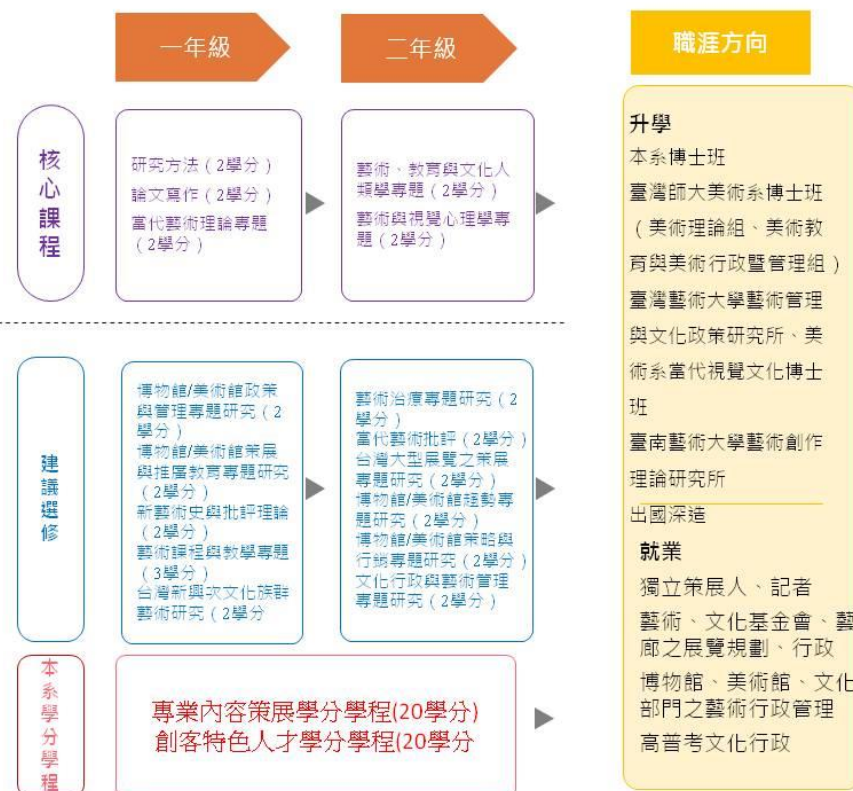 一年級
二年級
職涯方向
核心課程
研究方法（2學分）
論文寫作（2學分）
當代藝術理論專題
（2學分）
藝術、教育與文化人
類學專題（2學分）
藝術與視覺心理學專
題（2學分）
建議選修
博物館/美術館政策
與管理專題研究（2
學分）
博物館/美術館策展
與推廣教育專題研究
（2學分）
新藝術史與批評理論
（2學分）
藝術課程與教學專題
（3學分）
台灣新興次文化族群
藝術研究（2學分
藝術治療專題研究（2
學分）
當代藝術批評（2學分）
台灣大型展覽之策展
專題研究（2學分）
博物館/美術館趨勢專
題研究（2學分）
博物館/美術館策略與
行銷專題研究（2學分）
文化行政與藝術管理
專題研究（2學分）
本系學分學程
專業內容策展學分學程(20學分)
創客特色人才學分學程(20學分
升學
本系博士班
臺灣師大美術系博士班
（美術理論組、美術教
育與美術行政暨管理組）
臺灣藝術大學藝術管理
與文化政策研究所、美
術系當代視覺文化博士
班
臺南藝術大學藝術創作
理論研究所
出國深造
就業
獨立策展人、記者
藝術、文化基金會、藝
廊之展覽規劃、行政
博物館、美術館、文化
部門之藝術行政管理
高普考文化行政